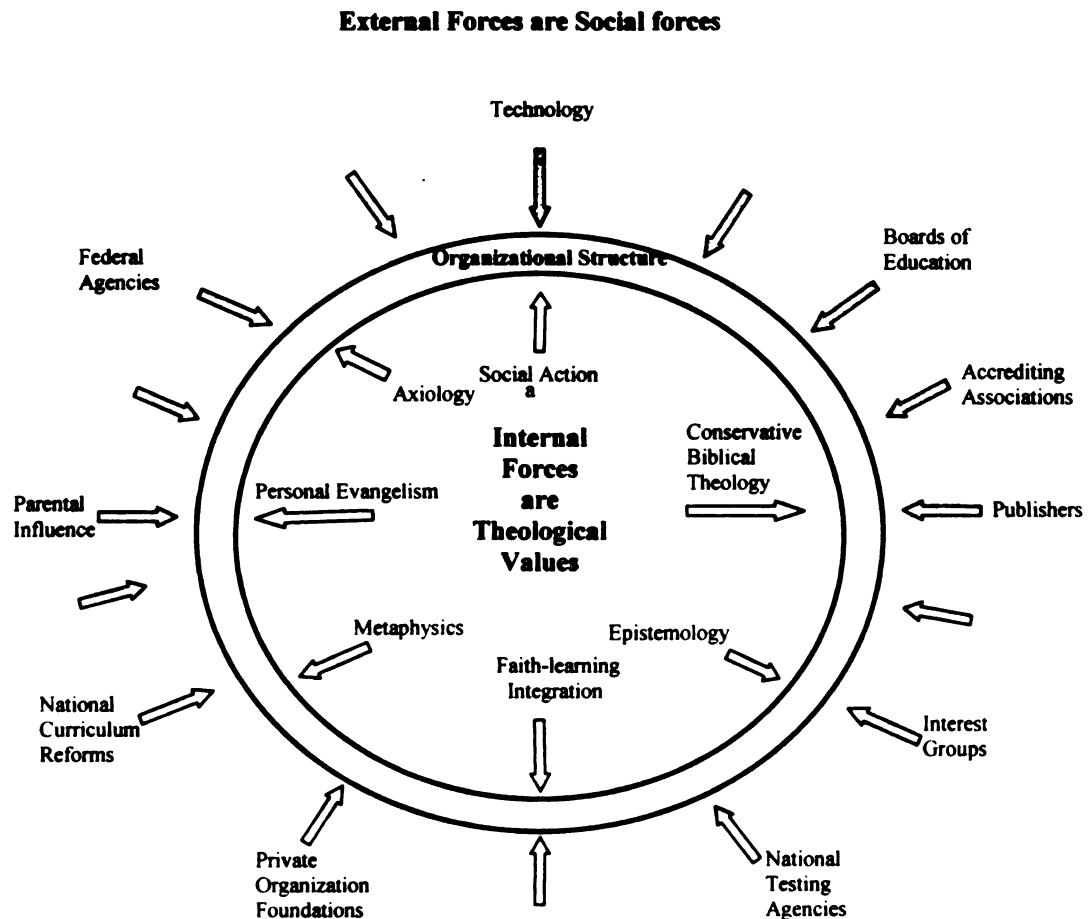 External Forces are Social forces
Technology
Organizational Structure
Federal
Agencies
Boards of
Education
Axiology
Social Action
a
Accrediting
Associations
Internal
Forces
are
Theological
Values
Conservative
Biblical
Theology
Personal Evangelism
Parental
Influence
Publishers
Metaphysics
Epistemology
Faith-learning
Integration
National
Curriculum
Reforms
Interest
Groups
Private
Organization
Foundations
National
Testing
Agencies